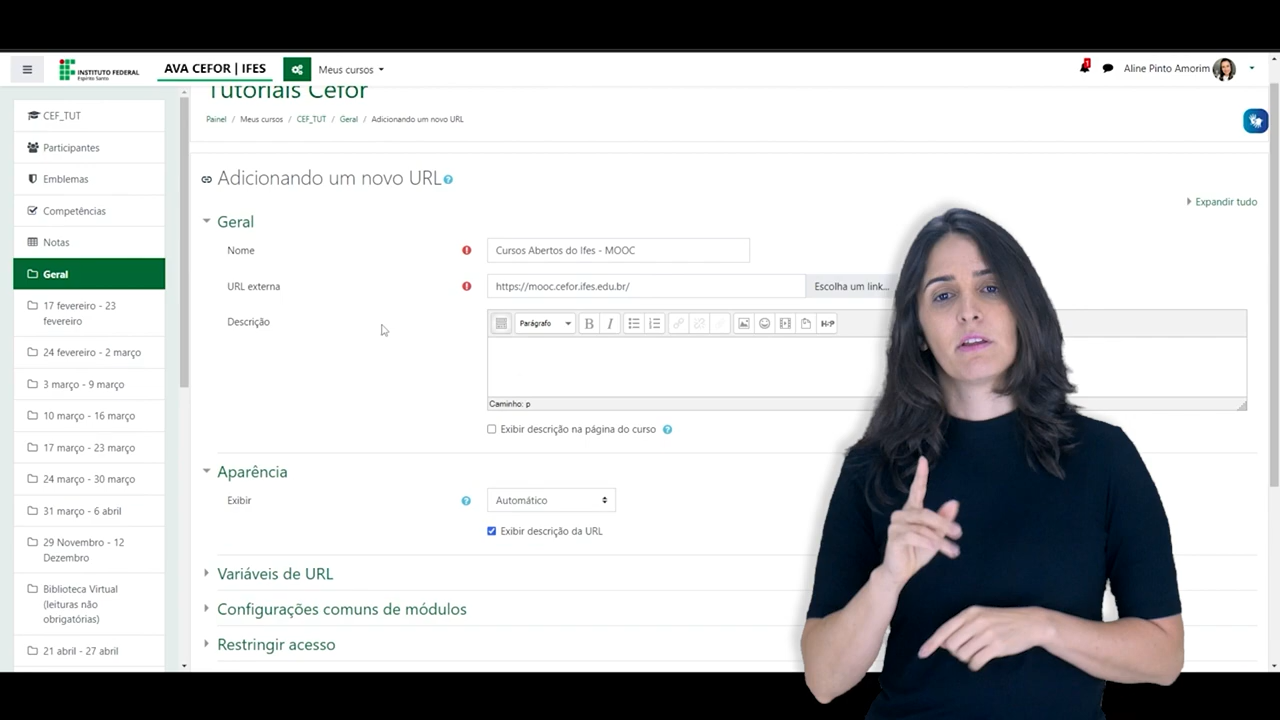 INSTITUTO FEDERAL
Espírito Santo
AVA CEFOR | IFES
Meus cursos
1
Aline Pinto Amorim
Tutoriais Cefor
Painel / Meus cursos / CEF_TUT / Geral / Adicionando um novo URL
CEF_TUT
Participantes
Emblemas
Competências
Notas
Geral
17 fevereiro - 23
fevereiro
24 fevereiro - 2 março
3 março - 9 março
10 março - 16 março
17 março - 23 março
24 março - 30 março
31 março - 6 abril
29 Novembro - 12
Dezembro
Biblioteca Virtual
(leituras não
obrigatórias)
21 abril - 27 abril
Adicionando um novo URL
Expandir tudo
Geral
Nome
Cursos Abertos do Ifes - MOOC
URL externa
https://mooc.cefor.ifes.edu.br/
Escolha um link...
Descrição
Parágrafo
B I
H-P
Caminho: p
Exibir descrição na página do curso
Aparência
Exibir
Automático
Exibir descrição da URL
Variáveis de URL
Configurações comuns de módulos
Restringir acesso